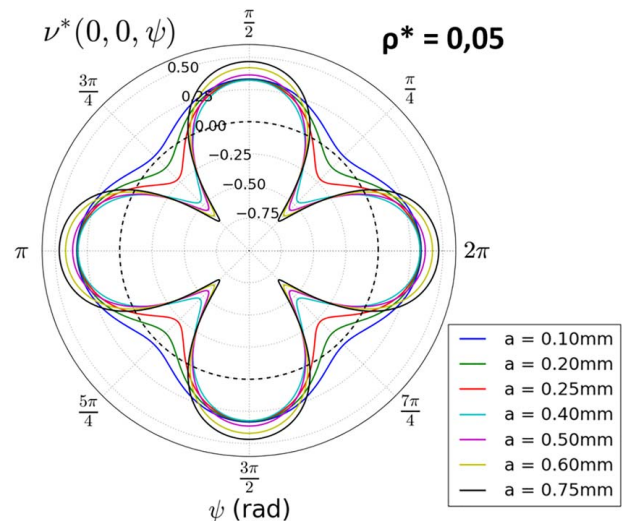 ν*(0,0,ψ)
ρ* = 0,05
π/2
π/4
2π
7π/4
3π/2
5π/4
π
3π/4
0.50
0.25
0.00
−0.25
−0.50
−0.75
ψ (rad)
a = 0.10mm
a = 0.20mm
a = 0.25mm
a = 0.40mm
a = 0.50mm
a = 0.60mm
a = 0.75mm